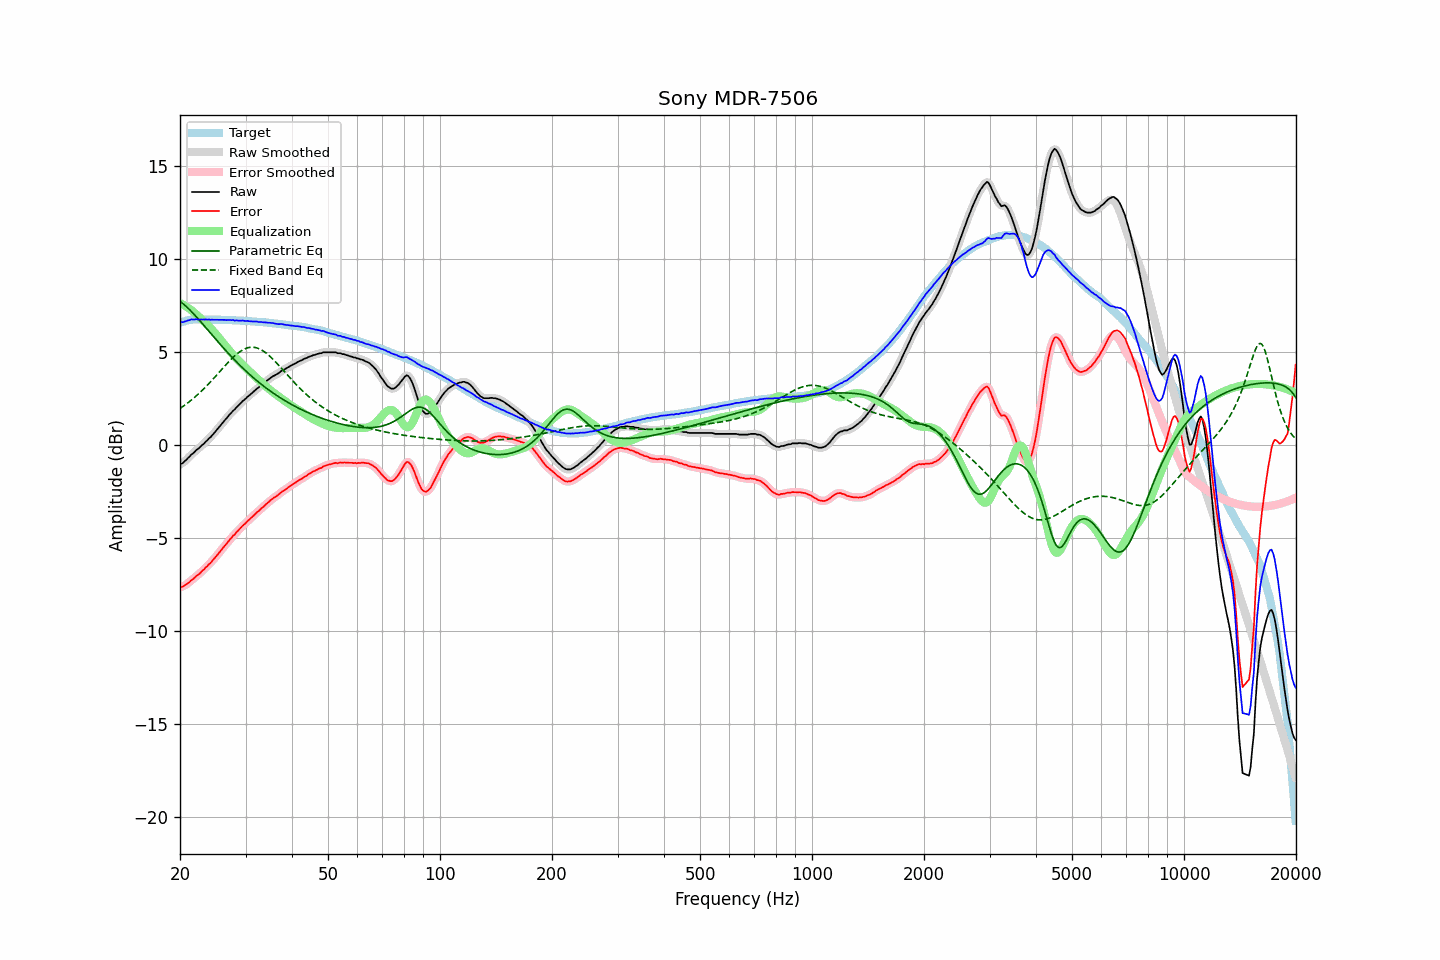 Sony MDR-7506
Target
Raw Smoothed
Error Smoothed
Raw
Error
Equalization
Parametric Eq
Fixed Band Eq
Equalized
15
10
5
0
−5
−10
−15
−20
Amplitude (dBr)
20 50 100 200 500 1000 2000 5000 10000 20000
Frequency (Hz)